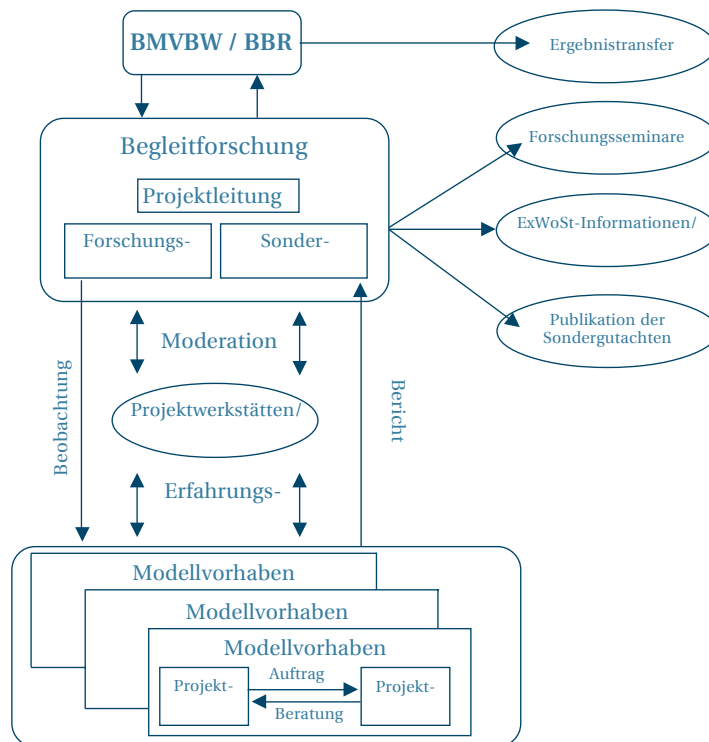 BMVBW / BBR
Ergebnistransfer
Begleitforschung
Forschungsseminare
Projektleitung
Forschungs-
Sonder-
ExWoSt-Informationen/
Publikation der
Sondergutachten
Moderation
Beobachtung
Projektwerkstätten/
Bericht
Erfahrungs-
Modellvorhaben
Modellvorhaben
Modellvorhaben
Projekt-
Auftrag
Projekt-
Beratung